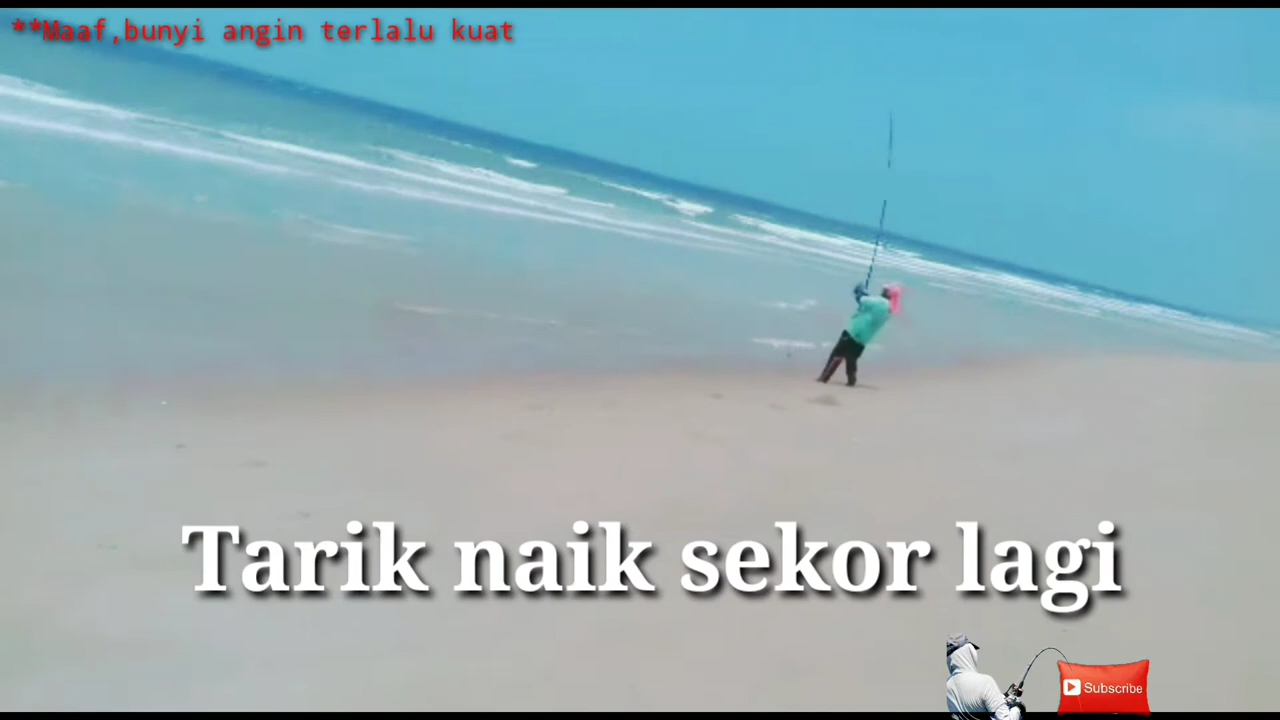 **Maaf,bunyi angin terlalu kuat
Tarik naik sekor lagi
Subscribe